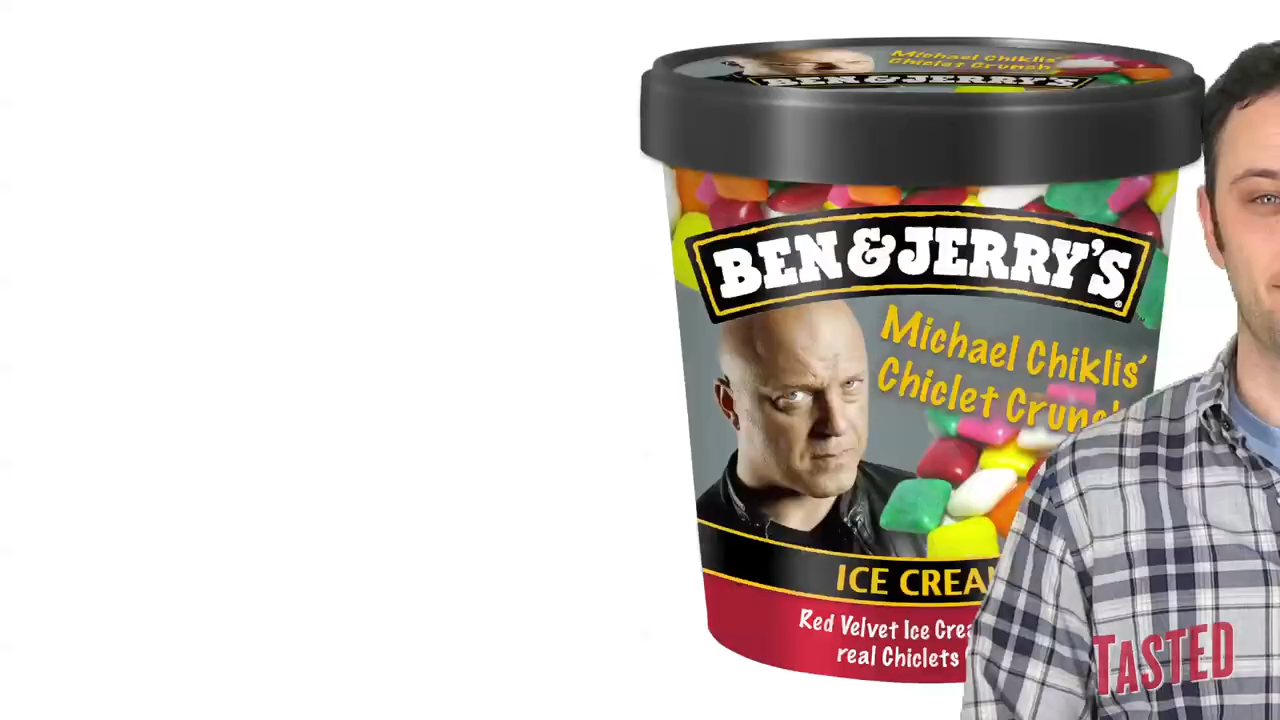 Michael Chiklis'
Chiclet Crunch
BEN & JERRY'S
BEN & JERRY'S
Michael Chiklis'
Chiclet Crunch
ICE CREA
Red Velvet Ice Crea
real Chiclets
TASTED